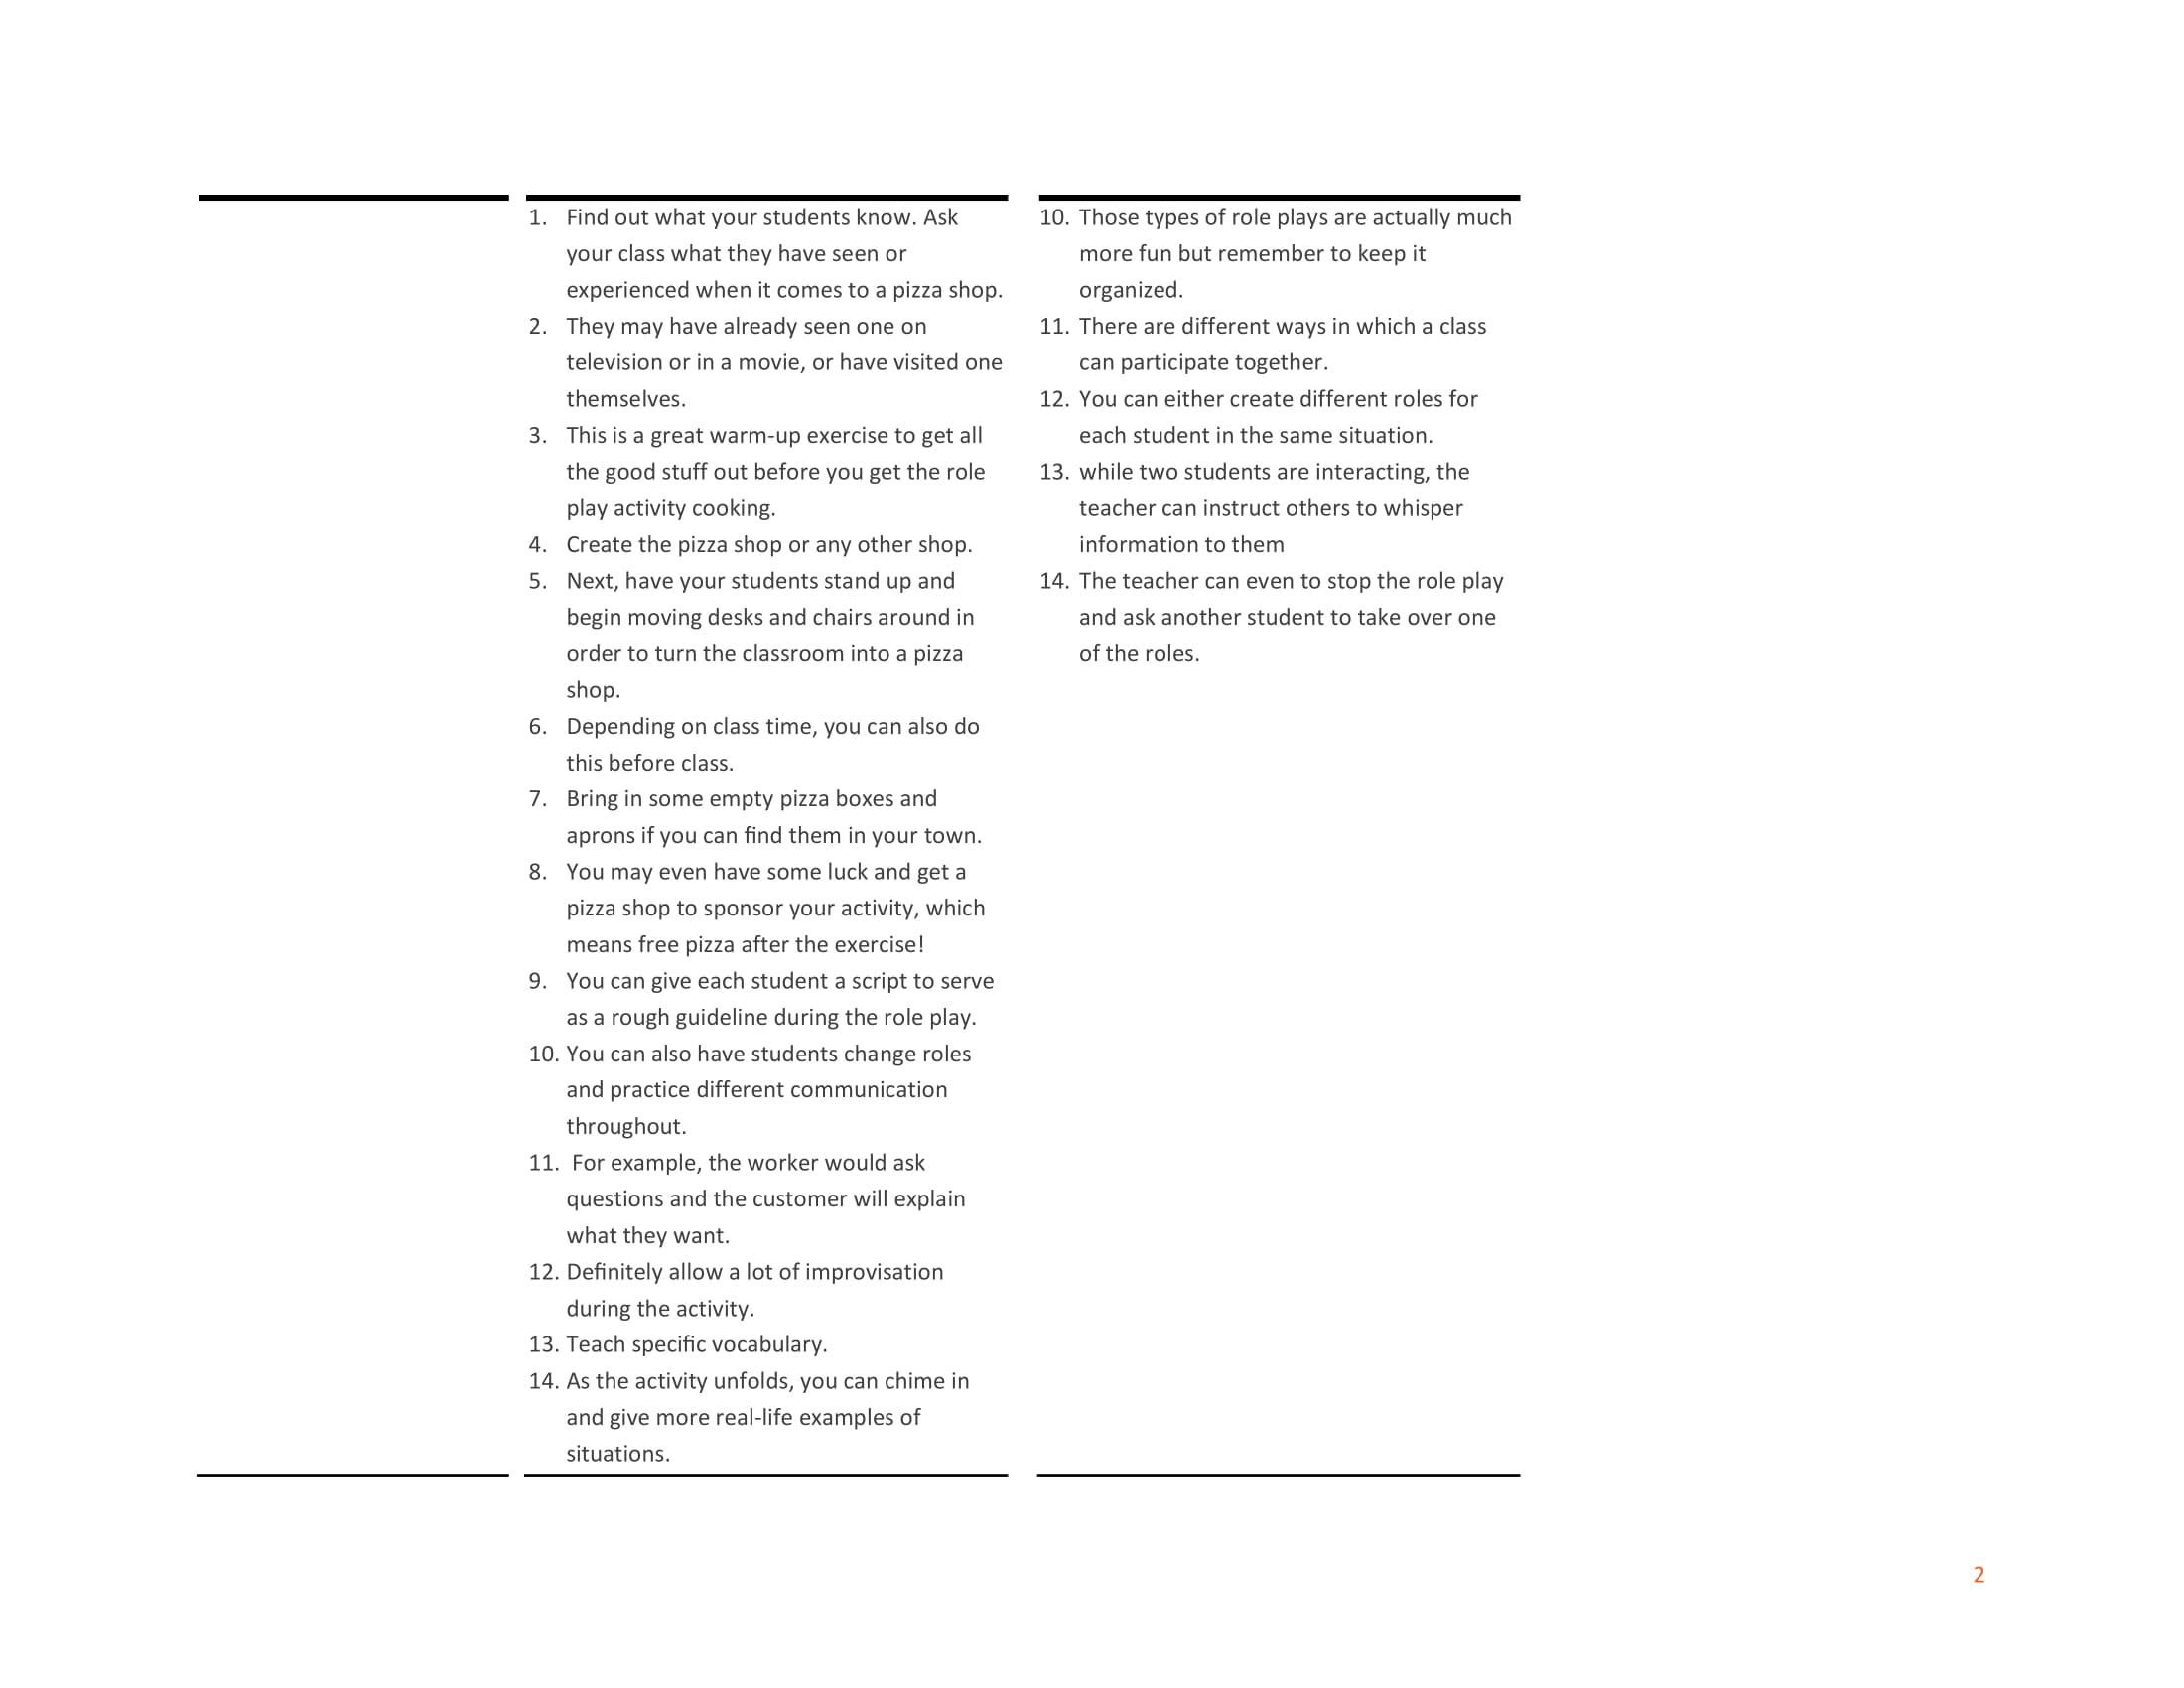 1. Find out what your students know. Ask
your class what they have seen or
experienced when it comes to a pizza shop.
2. They may have already seen one on
television or in a movie, or have visited one
themselves.
3. This is a great warm-up exercise to get all
the good stuff out before you get the role
play activity cooking.
4. Create the pizza shop or any other shop.
5. Next, have your students stand up and
begin moving desks and chairs around in
order to turn the classroom into a pizza
shop.
6. Depending on class time, you can also do
this before class.
7. Bring in some empty pizza boxes and
aprons if you can find them in your town.
8. You may even have some luck and get a
pizza shop to sponsor your activity, which
means free pizza after the exercise!
9. You can give each student a script to serve
as a rough guideline during the role play.
10. You can also have students change roles
and practice different communication
throughout.
11. For example, the worker would ask
questions and the customer will explain
what they want.
12. Definitely allow a lot of improvisation
during the activity.
13. Teach specific vocabulary.
14. As the activity unfolds, you can chime in
and give more real-life examples of
situations.
10. Those types of role plays are actually much
more fun but remember to keep it
organized.
11. There are different ways in which a class
can participate together.
12. You can either create different roles for
each student in the same situation.
13. while two students are interacting, the
teacher can instruct others to whisper
information to them
14. The teacher can even to stop the role play
and ask another student to take over one
of the roles.
2